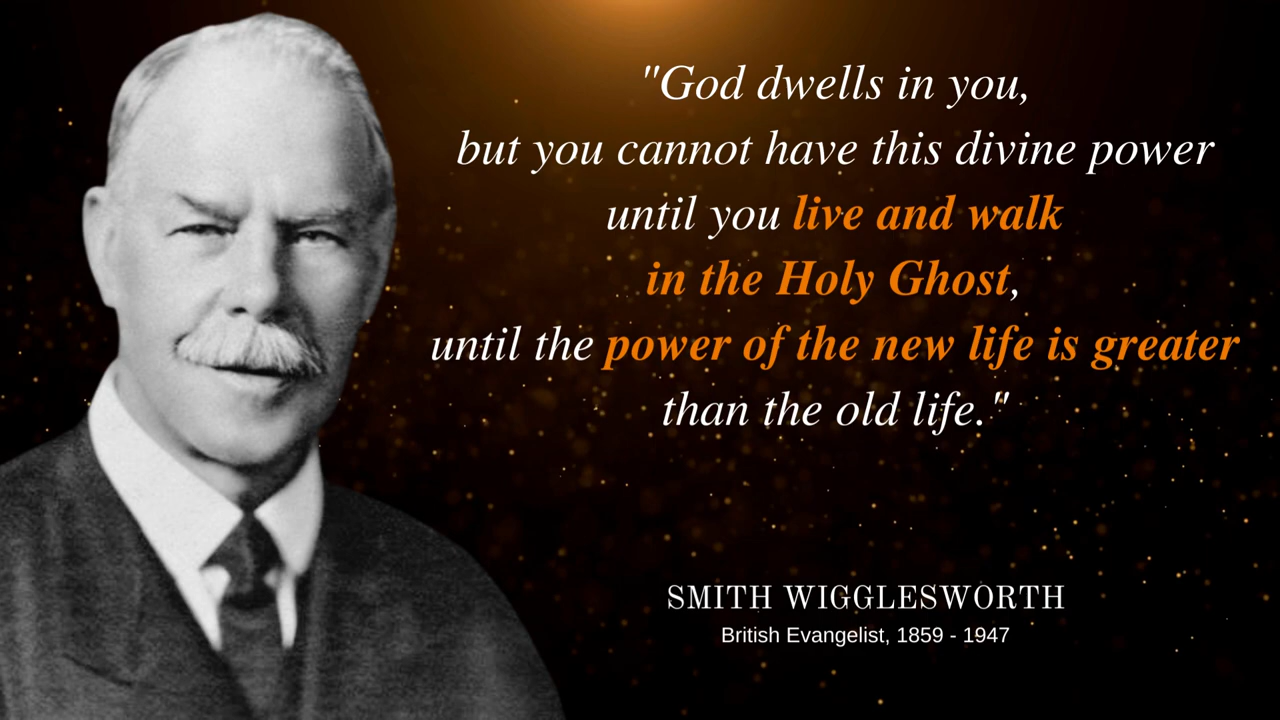 "God dwells in you,
but you cannot have this divine power
until you live and walk
in the Holy Ghost,
until the power of the new life is greater
than the old life."
SMITH WIGGLESWORTH
British Evangelist, 1859 - 1947